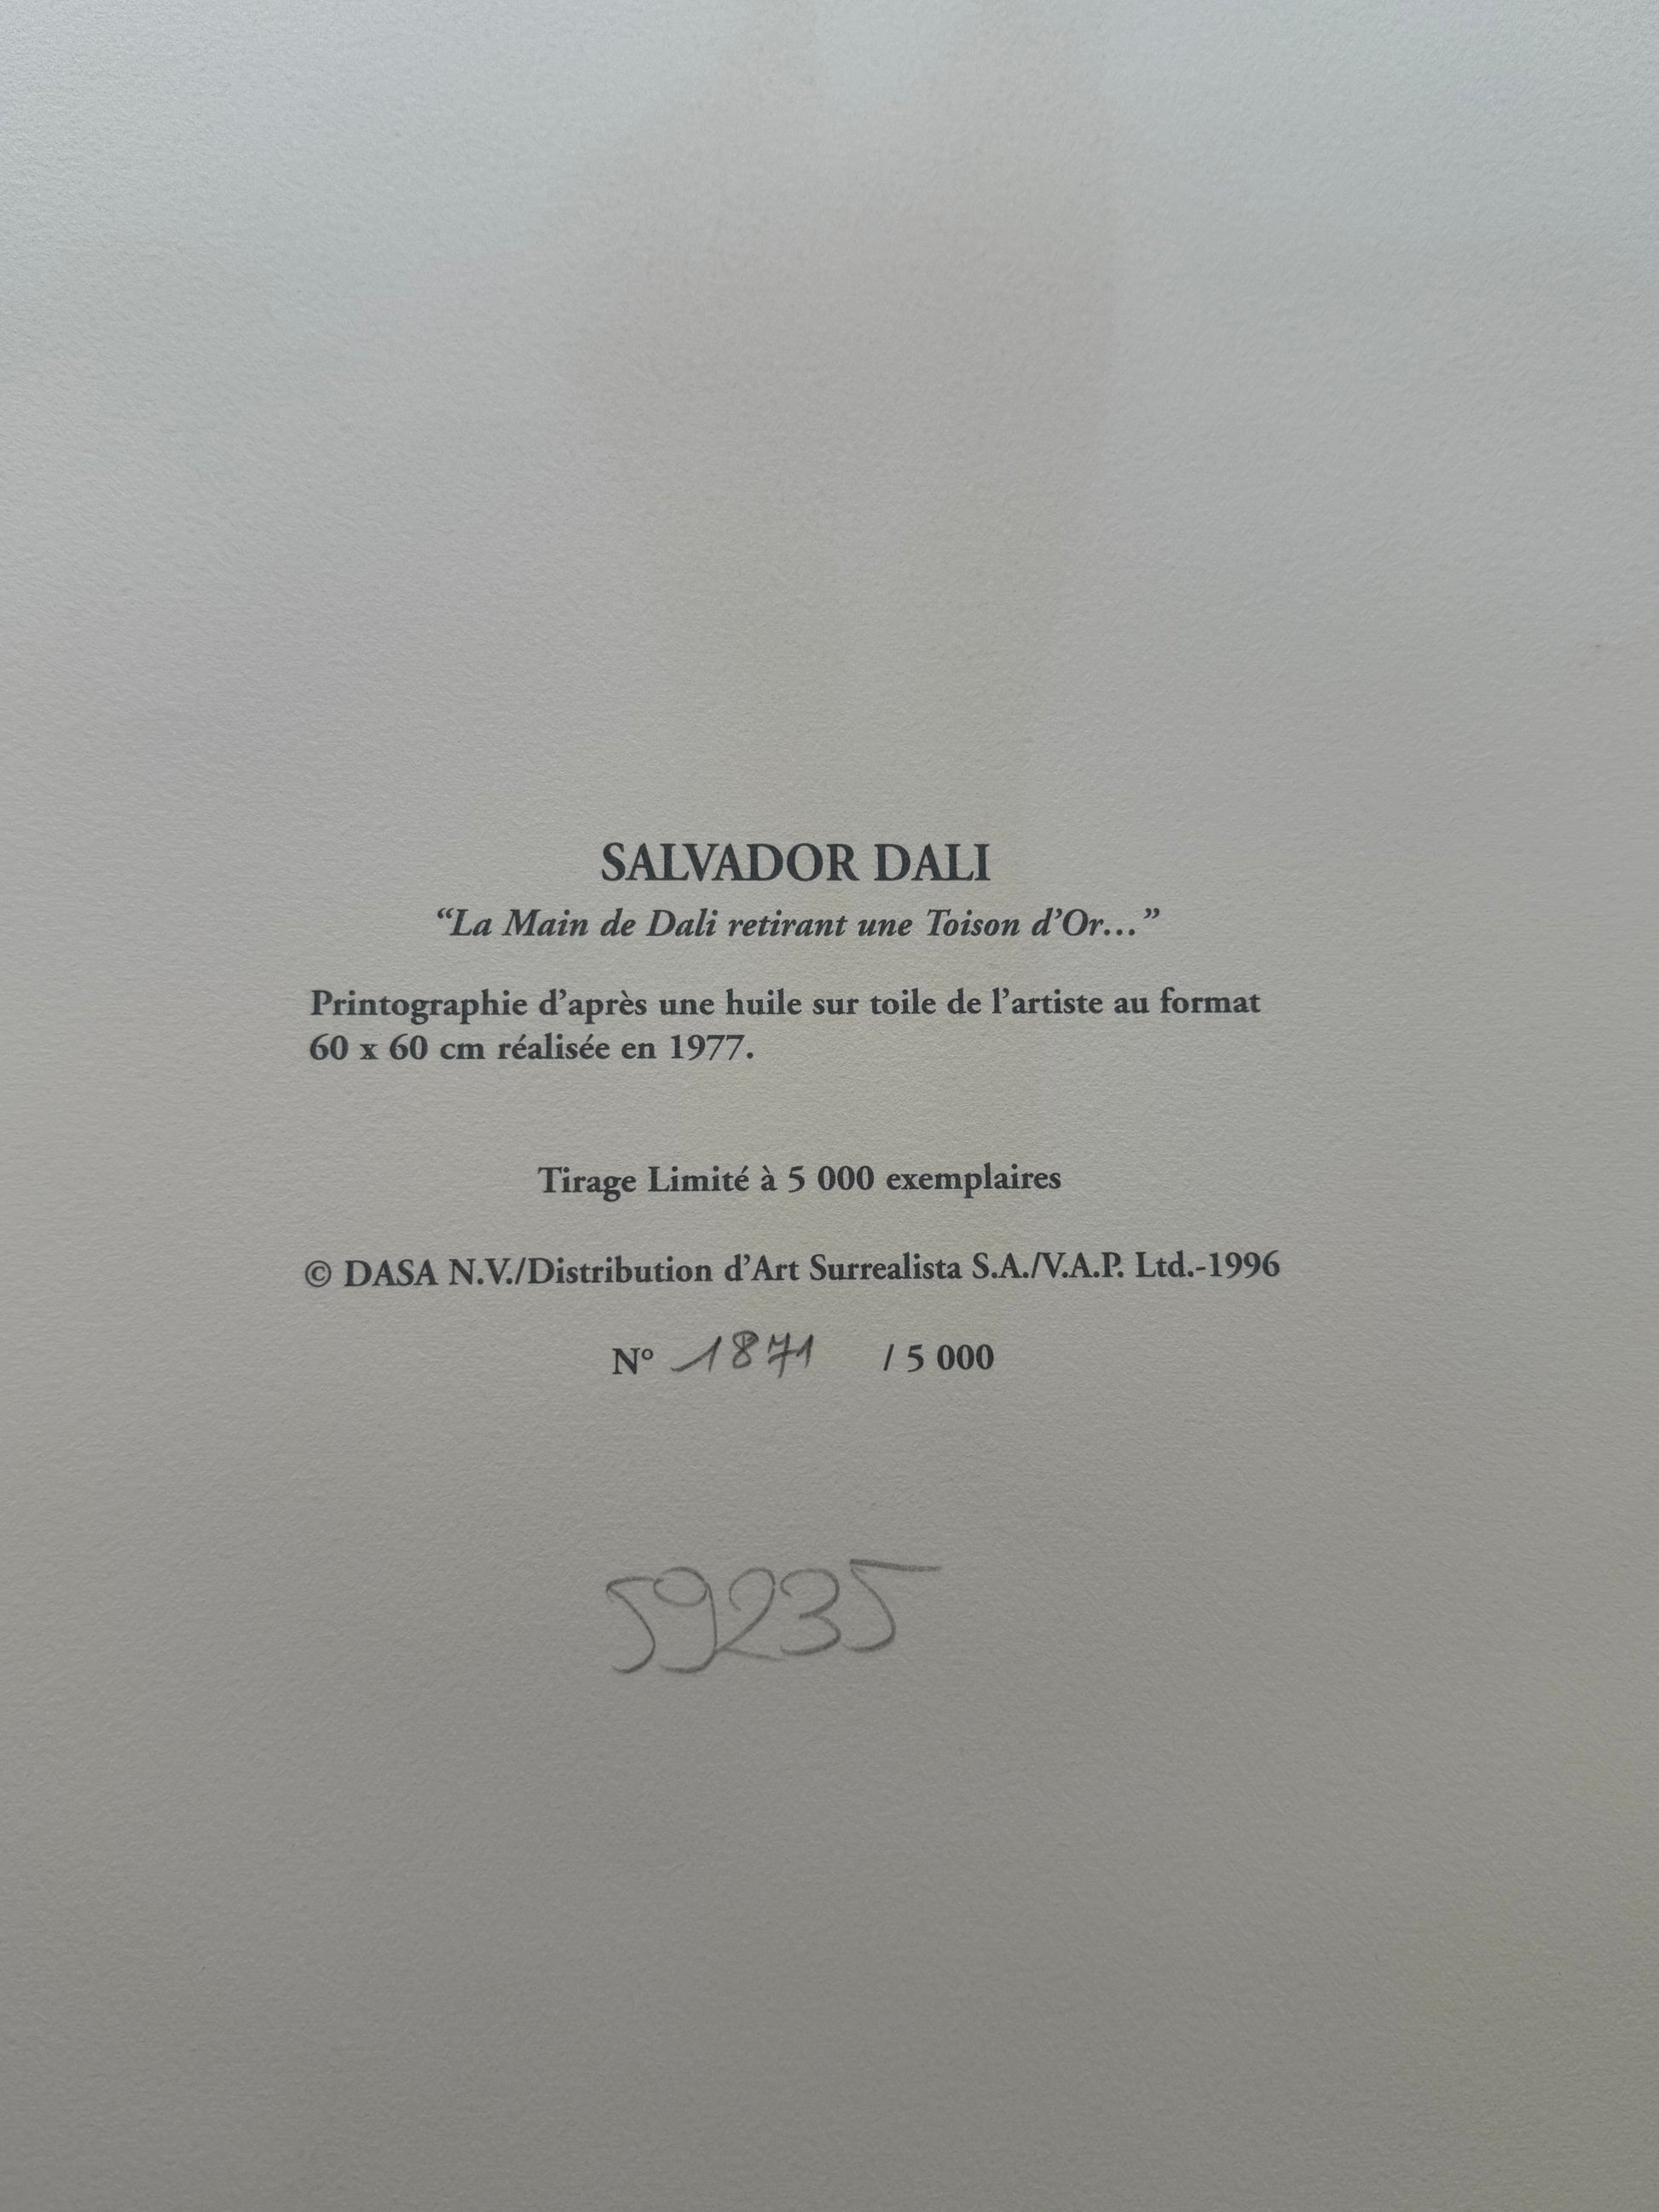 SALVADOR DALI
“La Main de Dali retirant une Toison d’Or...”
Printographie d’après une huile sur toile de l’artiste au format
60 x 60 cm réalisée en 1977.
Tirage Limité à 5 000 exemplaires
© DASA N.V./Distribution d’Art Surrealista S.A./V.A.P. Ltd.-1996
N° 1871 / 5 000
59235